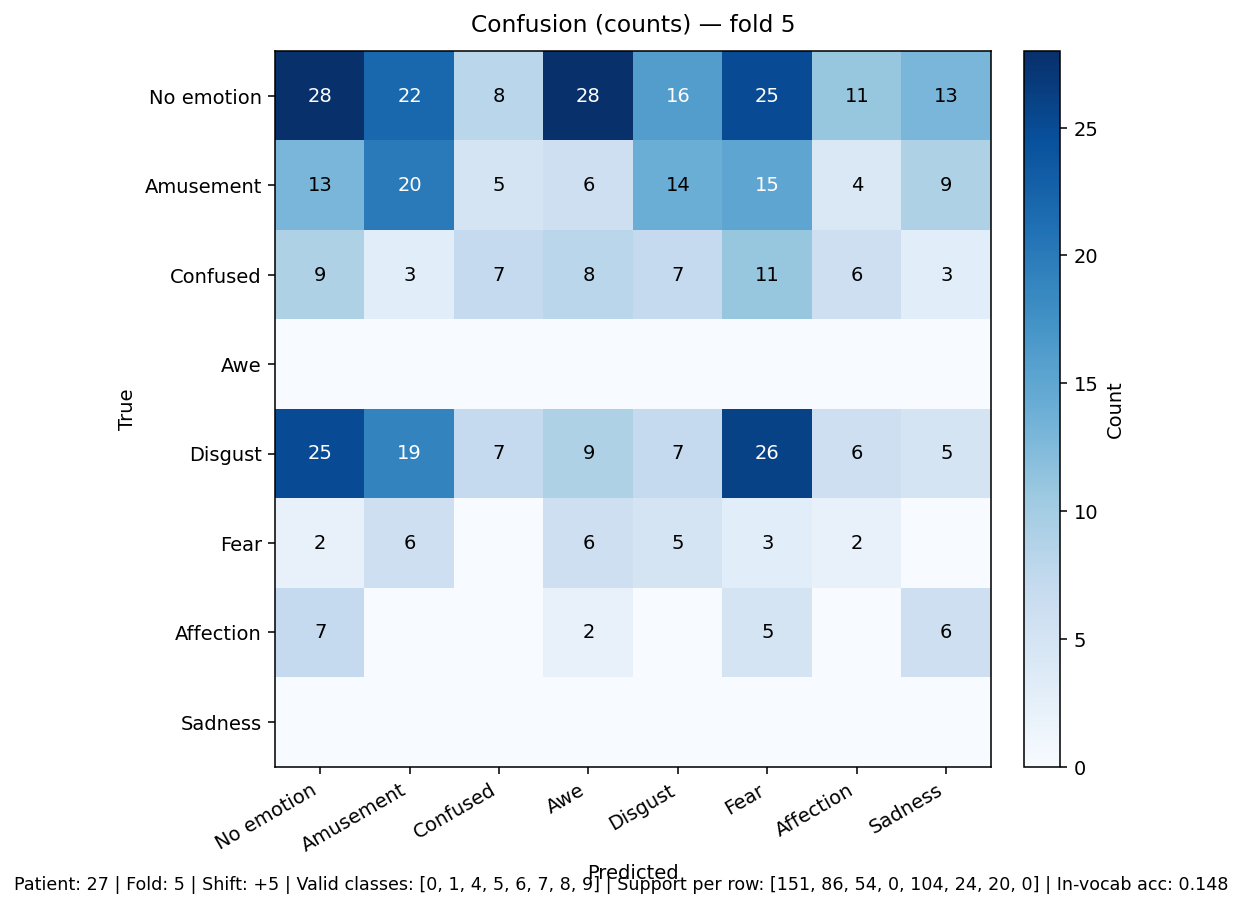 Confusion (counts) — fold 5
No emotion 28 22 8 28 16 25 11 13
Amusement 13 20 5 6 14 15 4 9
Confused 9 3 7 8 7 11 6 3
Awe
Disgust 25 19 7 9 7 26 6 5
Fear 2 6 6 5 3 2
Affection 7 2 5 6
Sadness
True
No emotion Amusement Confused Awe Disgust Fear Affection Sadness
Predicted
25
20
15
10
5
0
Count
Patient: 27 | Fold: 5 | Shift: +5 | Valid classes: [0, 1, 4, 5, 6, 7, 8, 9] | Support per row: [151, 86, 54, 0, 104, 24, 20, 0] | In-vocab acc: 0.148